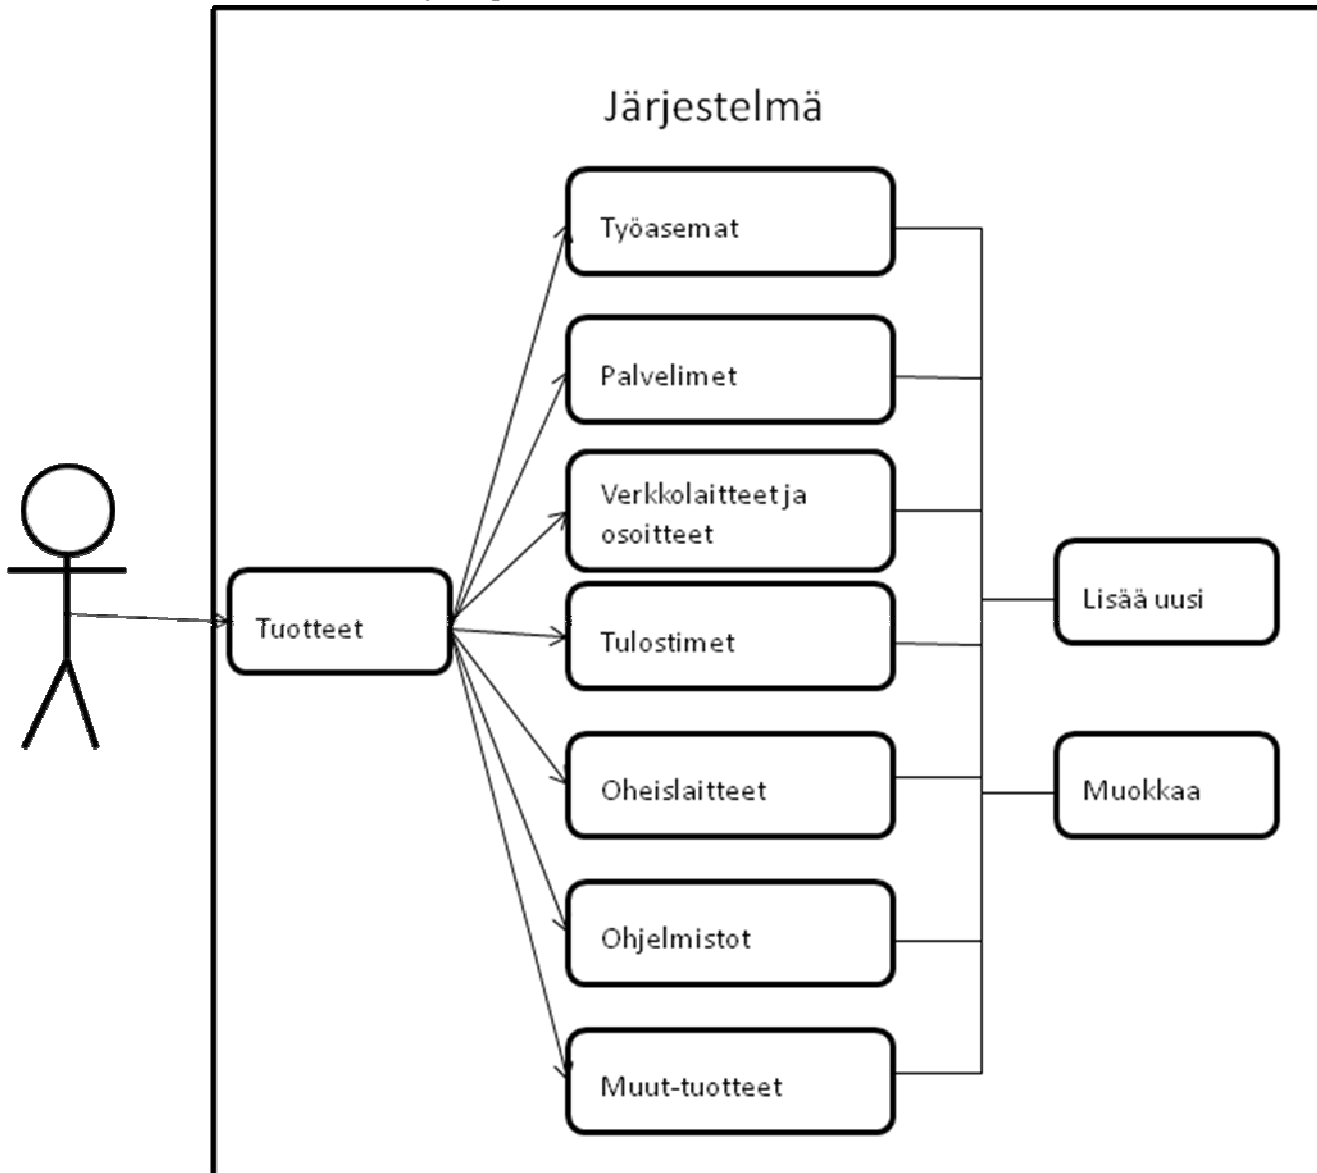 Järjestelmä
Työasemat
Palvelimet
Verkkolaitteet ja
osoitteet
Lisää uusi
Tuotteet
Tulostimet
Oheislaitteet
Muokkaa
Ohjelmistot
Muut-tuotteet